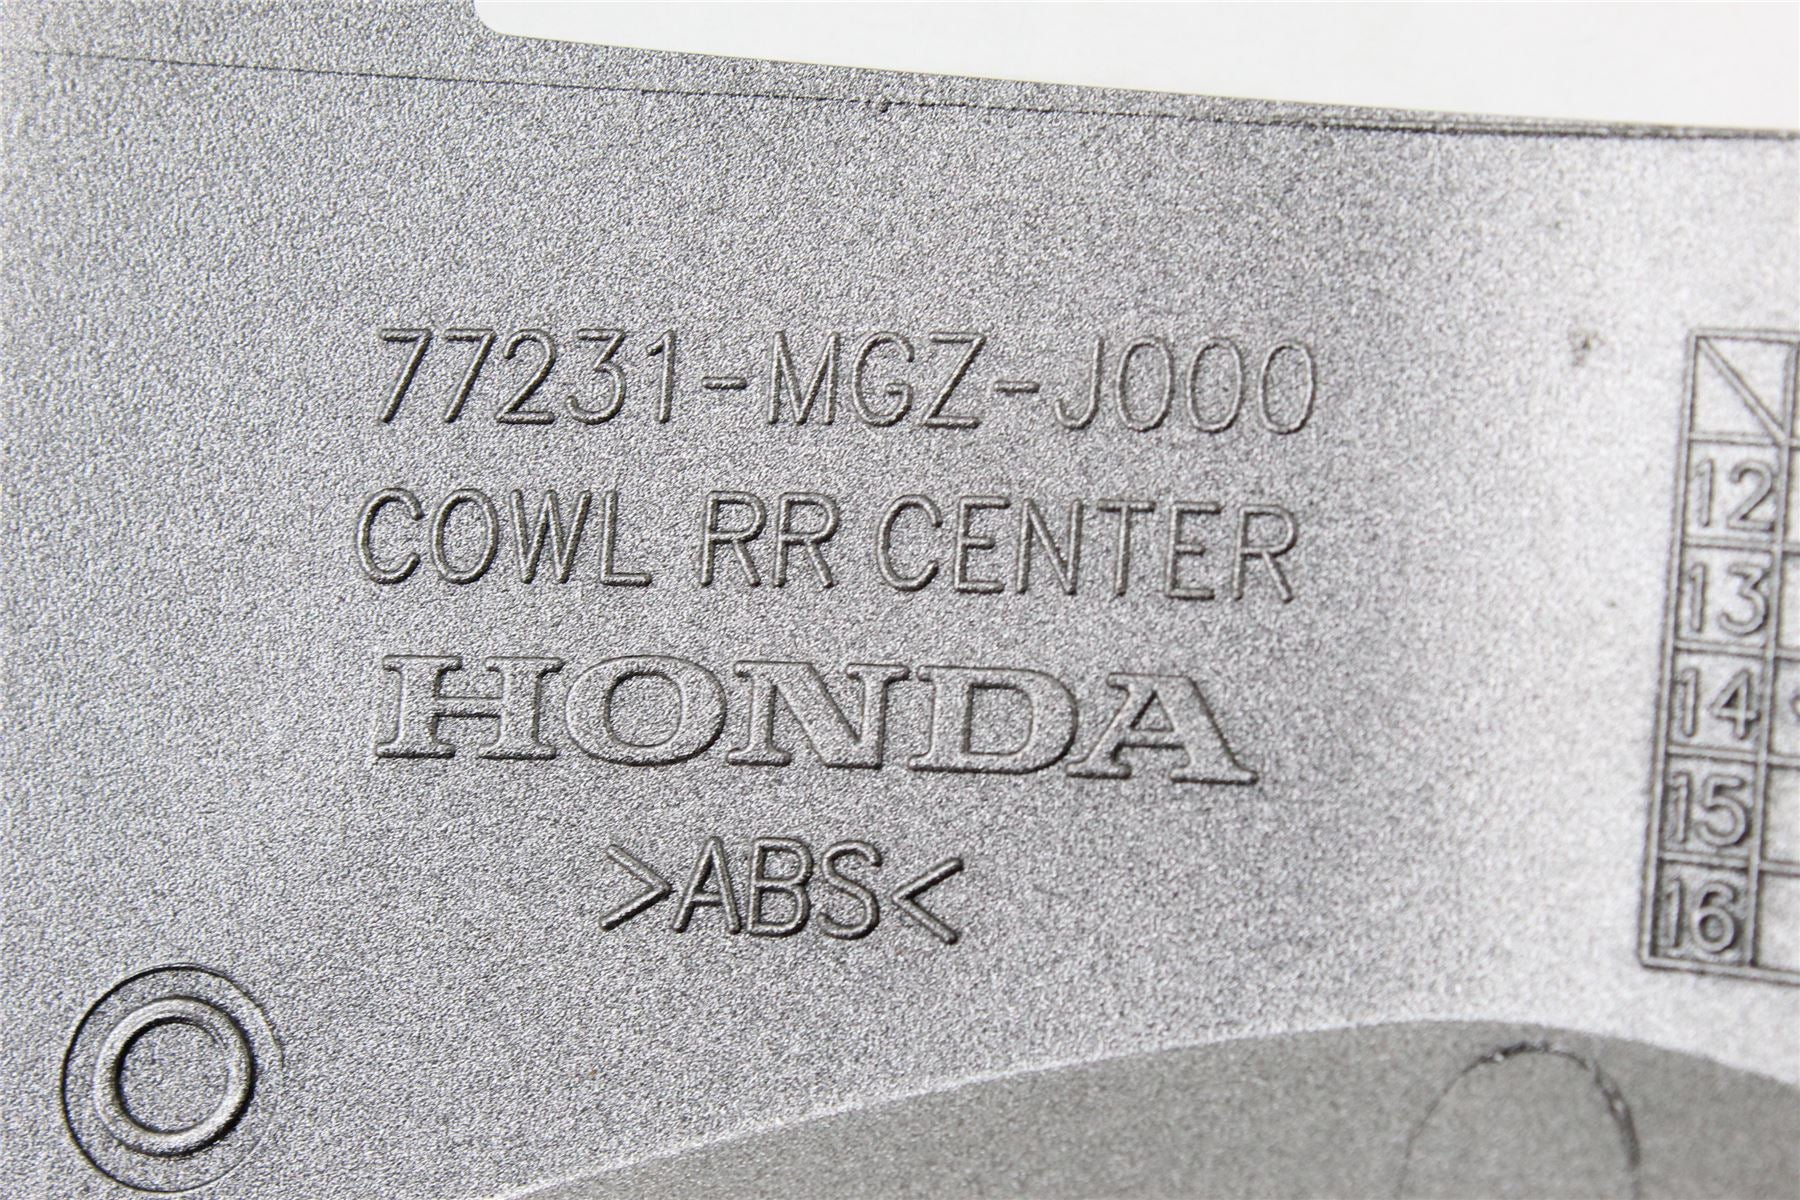 77231-MGZ-J000
COWL RR CENTER
HONDA
>ABS<
12
13
14
15
16